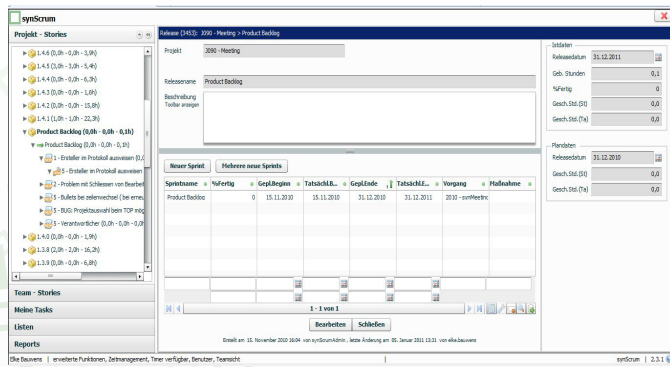 synScrum
Projekt - Stories
1.4.6 (0,0h - 0,0h - 3,9h)
1.4.5 (3,0h - 3,0h - 5,4h)
1.4.4 (0,0h - 0,0h - 6,3h)
1.4.3 (0,0h - 0,0h - 1,6h)
1.4.2 (0,0h - 0,0h - 15,8h)
1.4.1 (1,0h - 1,0h - 22,3h)
Product Backlog (0,0h - 0,0h - 0,1h)
Product Backlog (0,0h - 0,0h - 0,1h)
1 - Ersteller im Protokoll ausweisen (0,0
5 - Ersteller im Protokoll ausweisen
2 - Problem mit Schliessen von Bearbeit
5 - Bullets bei zeilenwechsel (bei erneu
5 - BUG: Projektauswahl beim TOP mög
5 - Verantwortlicher (0,0h - 0,0h - 0,0h
1.4.0 (0,0h - 0,0h - 1,9h)
1.3.8 (2,0h - 2,0h - 16,2h)
1.3.9 (0,0h - 0,0h - 6,8h)
Team - Stories
Meine Tasks
Listen
Reports
Release (3453): J090 - Meeting > Product Backlog
Projekt J090 - Meeting
Releasename Product Backlog
Beschreibung
Toolbar anzeigen
Neuer Sprint Mehrere neue Sprints
Sprintname %Fertig Gepl.Beginn Tatsächl.B... Gepl.Ende Tatsächl.E... Vorgang Maßnahme
Product Backlog 0 15.11.2010 15.11.2010 31.12.2010 31.12.2011 2010 - synMeeting
1 - 1 von 1
Bearbeiten Schließen
Erstellt am 15. November 2010 16:04 von synScrumAdmin , letzte Änderung am 05. Januar 2011 13:31 von elke.bauwens
Istdaten
Releasedatum 31.12.2011
Geb. Stunden 0,1
%Fertig 0
Gesch.Std.(St) 0,0
Gesch.Std.(Ta) 0,0
Plandaten
Releasedatum 31.12.2010
Gesch.Std.(St) 0,0
Gesch.Std.(Ta) 0,0
Elke Bauwens | erweiterte Funktionen, Zeitmanagement, Timer verfügbar, Benutzer, Teamsicht
synScrum | 2.3.1